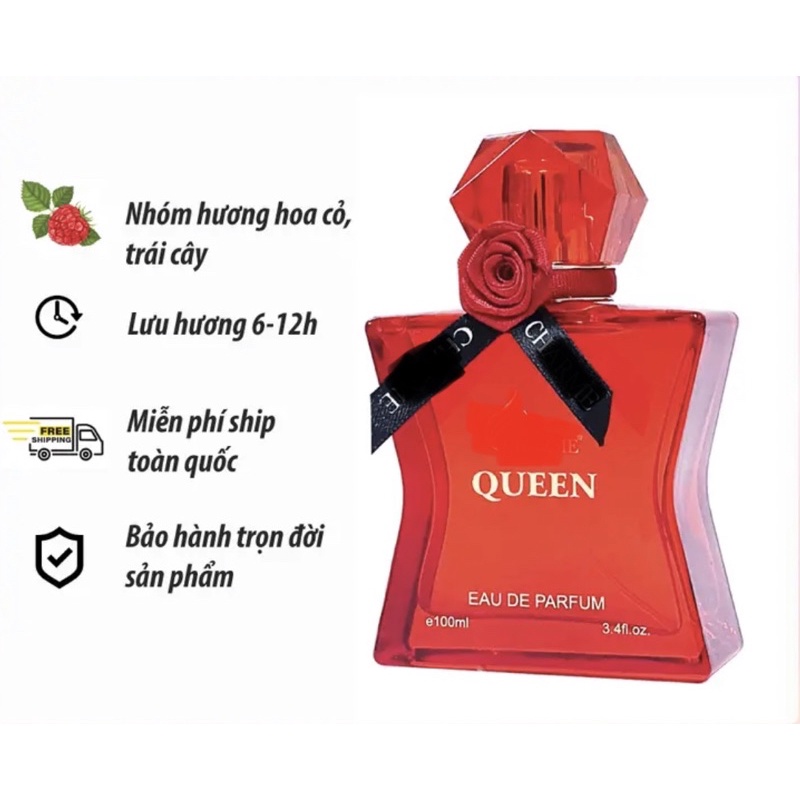 Nhóm hương hoa cỏ,
trái cây
Lưu hương 6-12h
FREE
SHIPPING
Miễn phí ship
toàn quốc
Bảo hành trọn đời
sản phẩm
QUEEN
EAU DE PARFUM
e100ml
3.4fl.oz.